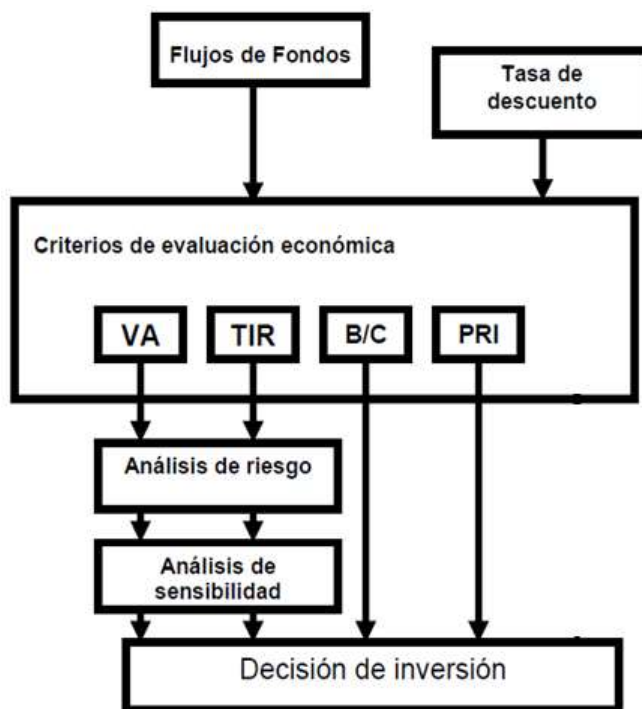 Flujos de Fondos
Tasa de
descuento
Criterios de evaluación económica
VA
TIR
B/C
PRI
Análisis de riesgo
Análisis de
sensibilidad
Decisión de inversión